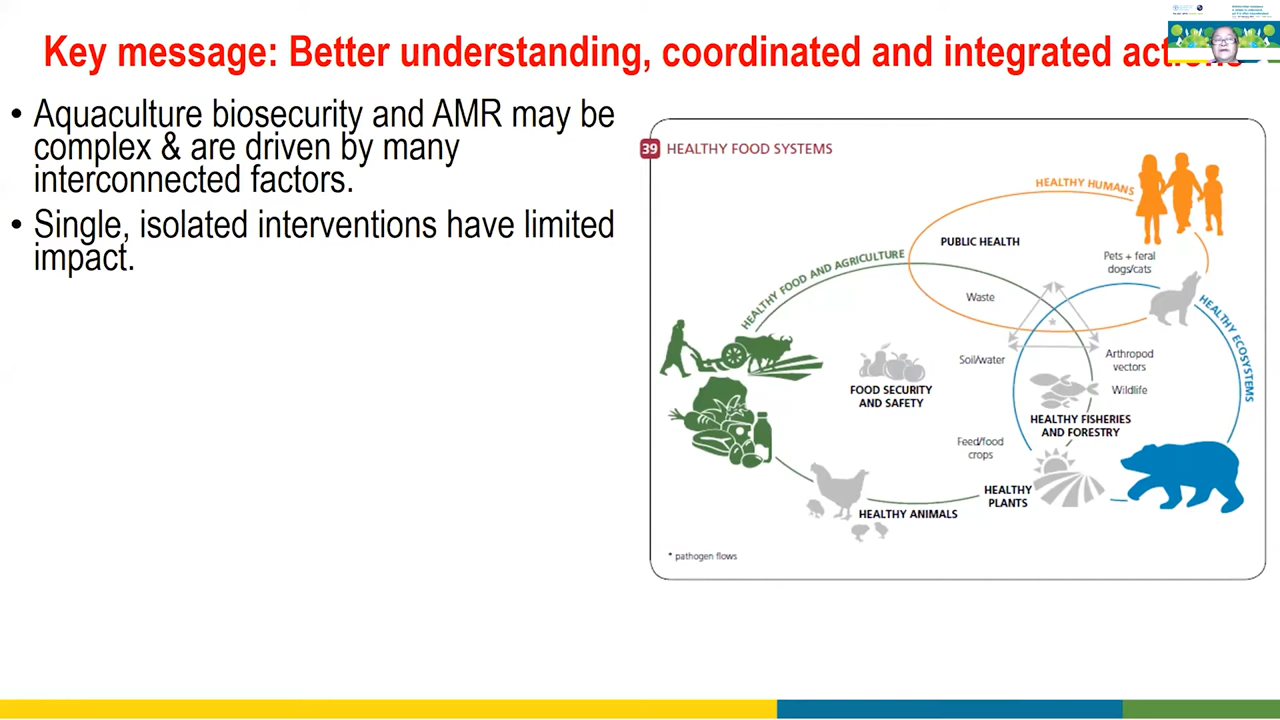 Key message: Better understanding, coordinated and integrated actions
• Aquaculture biosecurity and AMR may be
complex & are driven by many
interconnected factors.
• Single, isolated interventions have limited
impact.
39 HEALTHY FOOD SYSTEMS
HEALTHY HUMANS
PUBLIC HEALTH
Pets + feral
dogs/cats
HEALTHY FOOD AND AGRICULTURE
Waste
HEALTHY ECOSYSTEMS
Soil/water
Arthropod
vectors
FOOD SECURITY
AND SAFETY
Wildlife
HEALTHY FISHERIES
AND FORESTRY
Feed/food
crops
HEALTHY
PLANTS
HEALTHY ANIMALS
* pathogen flows